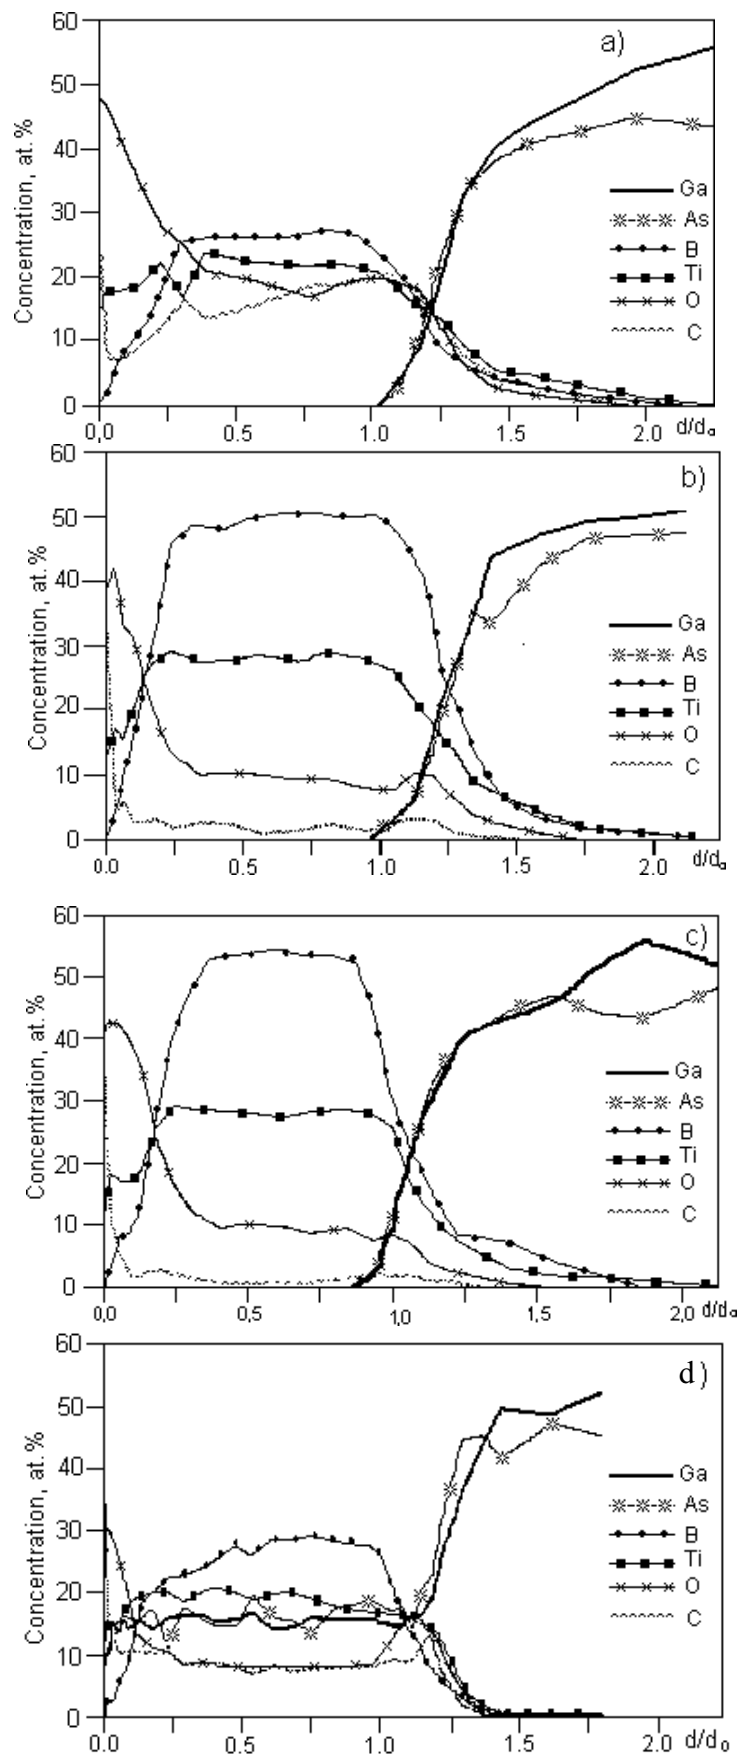 60
a)
50
40
30
20
10
0
Concentration, at.%
Ga
As
B
Ti
O
C
0,0
0.5
1.0
1.5
2.0
d/dₒ
60
b)
50
40
30
20
10
0
Concentration, at.%
Ga
As
B
Ti
O
C
0.0
0.5
1.0
1.5
2.0
d/dₒ
60
c)
50
40
30
20
10
0
Concentration, at.%
Ga
As
B
Ti
O
C
0,0
0,5
1,0
1,5
2,0
d/dₒ
60
d)
50
40
30
20
10
0
Concentration, at.%
Ga
As
B
Ti
O
C
0.0
0.5
1.0
1.5
2.0
d/d₀